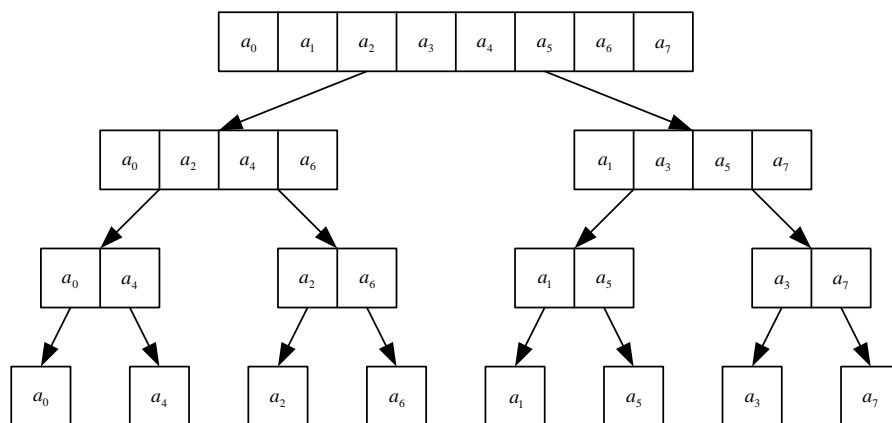 a₀ a₁ a₂ a₃ a₄ a₅ a₆ a₇
a₀ a₂ a₄ a₆ a₁ a₃ a₅ a₇
a₀ a₄ a₂ a₆ a₁ a₅ a₃ a₇
a₀ a₄ a₂ a₆ a₁ a₅ a₃ a₇